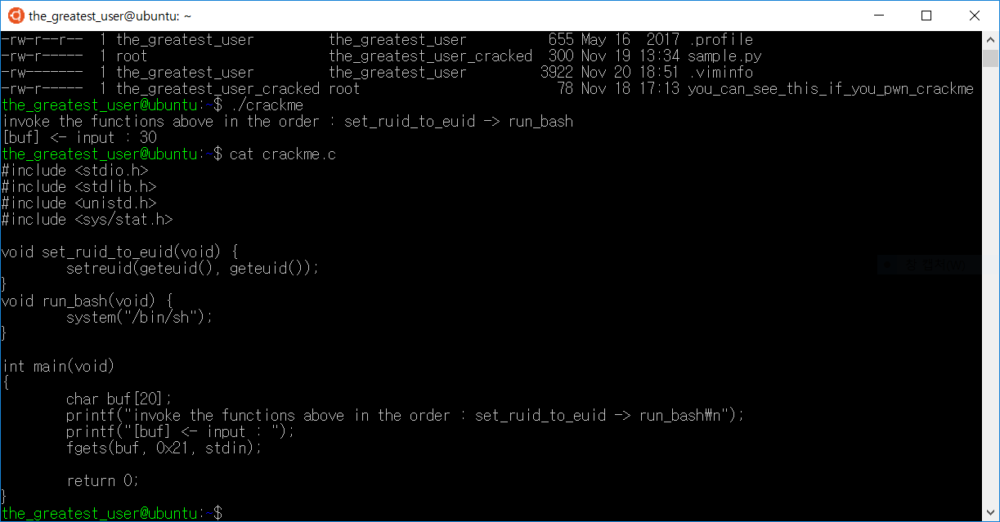 the_greatest_user@ubuntu: ~
-rw-r--r-- 1 the_greatest_user the_greatest_user 655 May 16 2017 .profile
-rw-r----- 1 root the_greatest_user_cracked 300 Nov 19 13:34 sample.py
-rw------- 1 the_greatest_user the_greatest_user 3922 Nov 20 18:51 .viminfo
-rw-r----- 1 the_greatest_user_cracked root 78 Nov 18 17:13 you_can_see_this_if_you_pwn_crackme
the_greatest_user@ubuntu:~$ ./crackme
invoke the functions above in the order : set_ruid_to_euid -> run_bash
[buf] <- input : 30
the_greatest_user@ubuntu:~$ cat crackme.c
#include <stdio.h>
#include <stdlib.h>
#include <unistd.h>
#include <sys/stat.h>
void set_ruid_to_euid(void) {
setreuid(geteuid(), geteuid());
}
void run_bash(void) {
system("/bin/sh");
}
int main(void)
{
char buf[20];
printf("invoke the functions above in the order : set_ruid_to_euid -> run_bash₩n");
printf("[buf] <- input : ");
fgets(buf, 0x21, stdin);
return 0;
}
the_greatest_user@ubuntu:~$